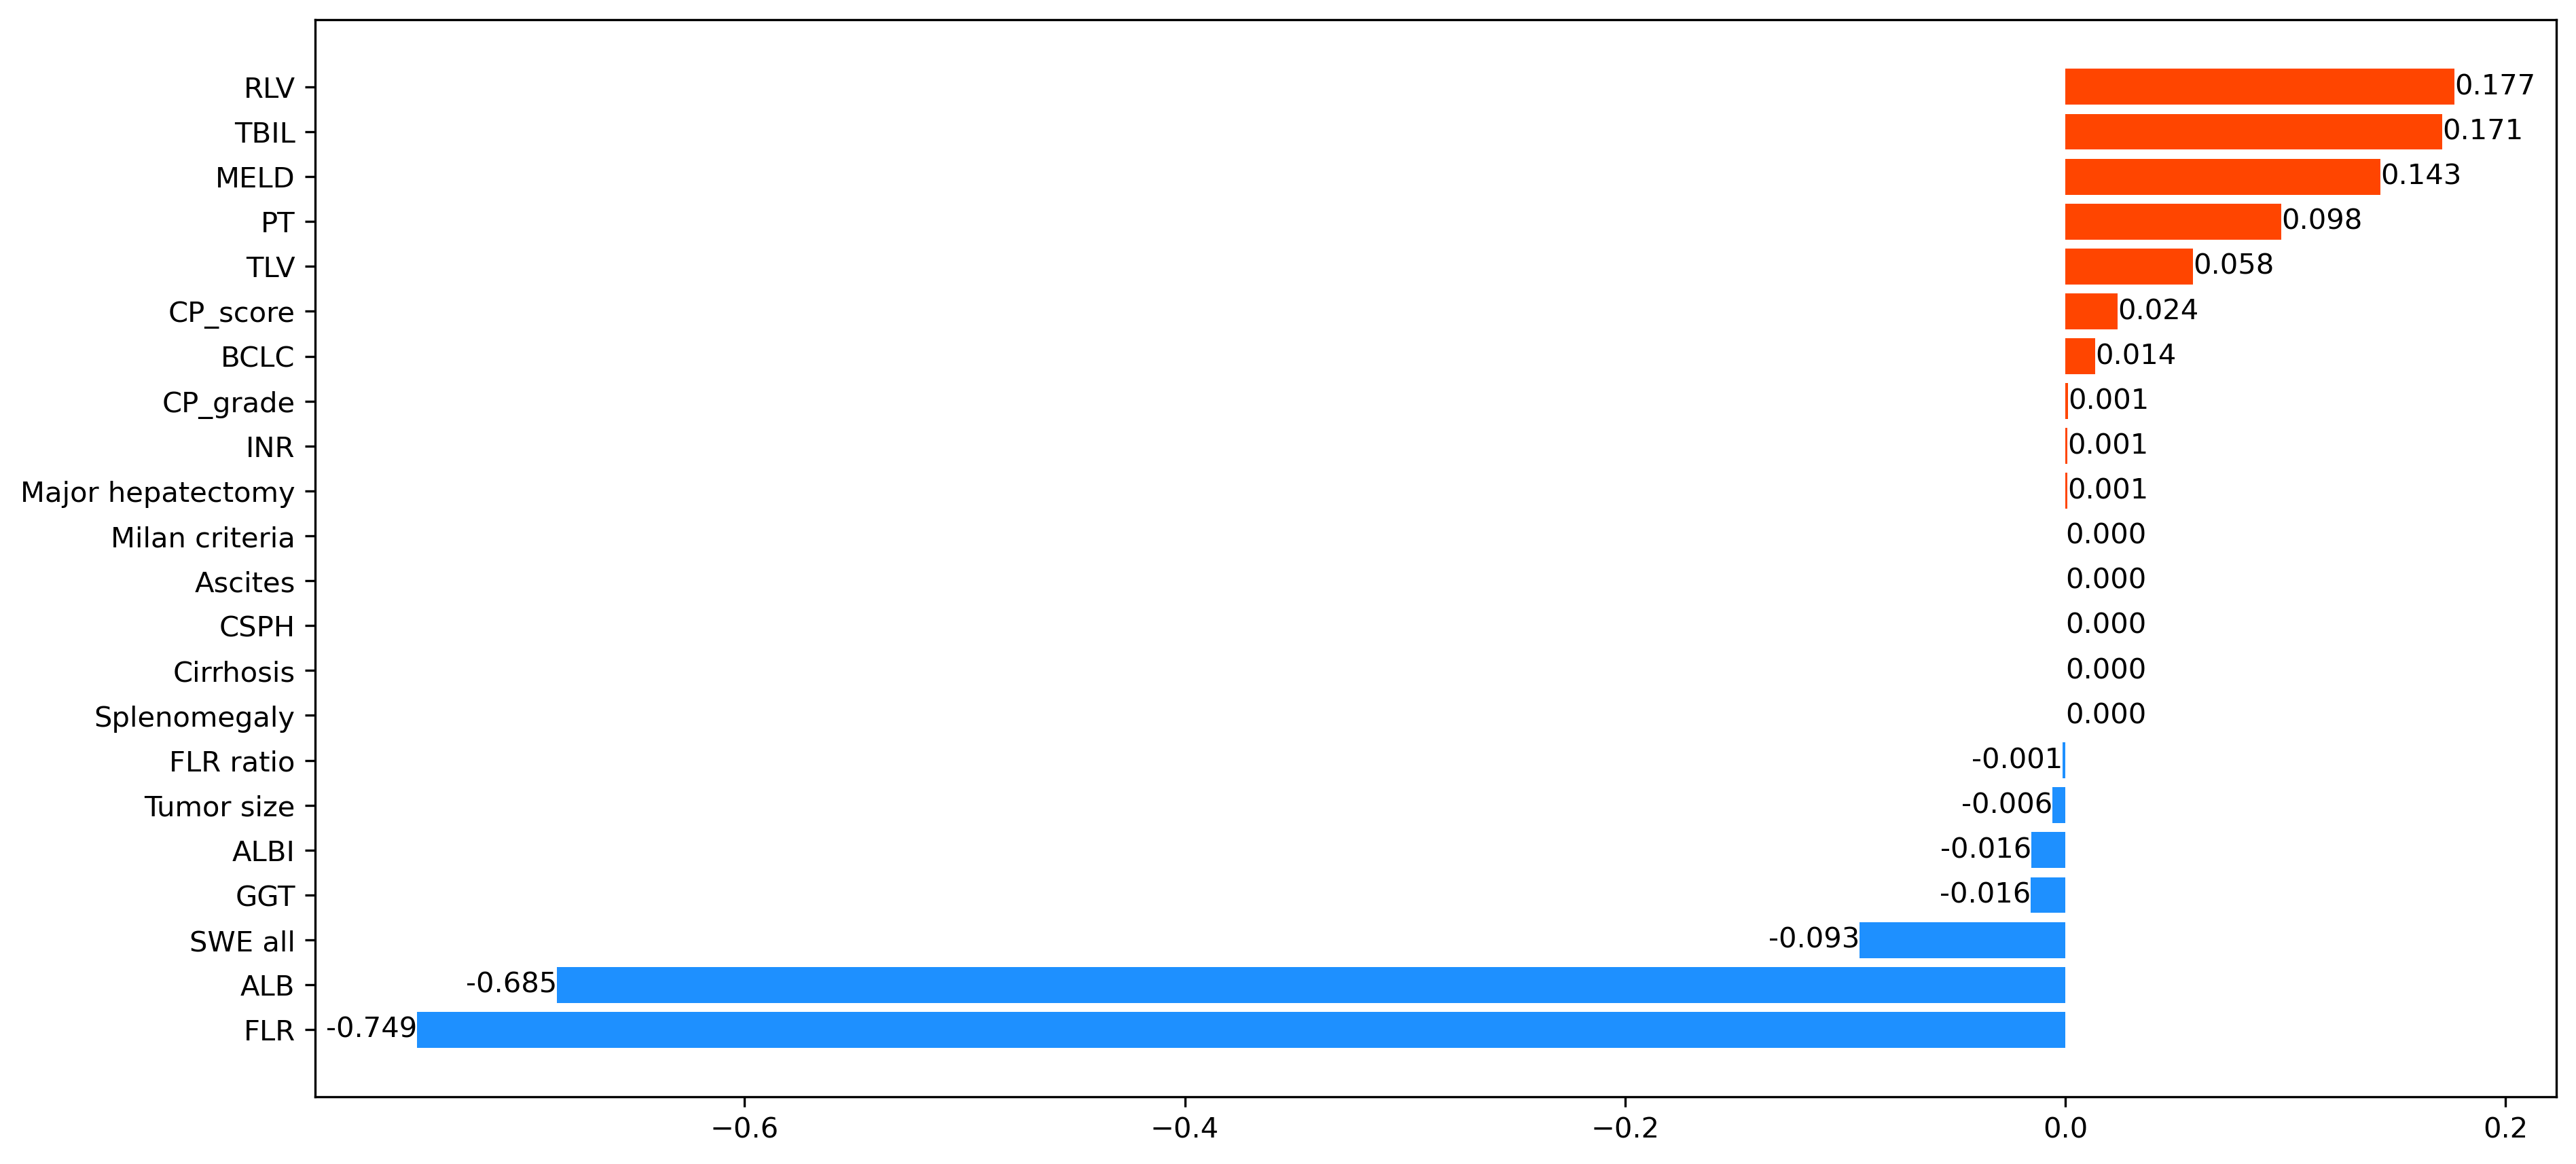 RLV 0.177
TBIL 0.171
MELD 0.143
PT 0.098
TLV 0.058
CP_score 0.024
BCLC 0.014
CP_grade 0.001
INR 0.001
Major hepatectomy 0.001
Milan criteria 0.000
Ascites 0.000
CSPH 0.000
Cirrhosis 0.000
Splenomegaly 0.000
FLR ratio -0.001
Tumor size -0.006
ALBI -0.016
GGT -0.016
SWE all -0.093
ALB -0.685
FLR -0.749
−0.6 −0.4 −0.2 0.0 0.2